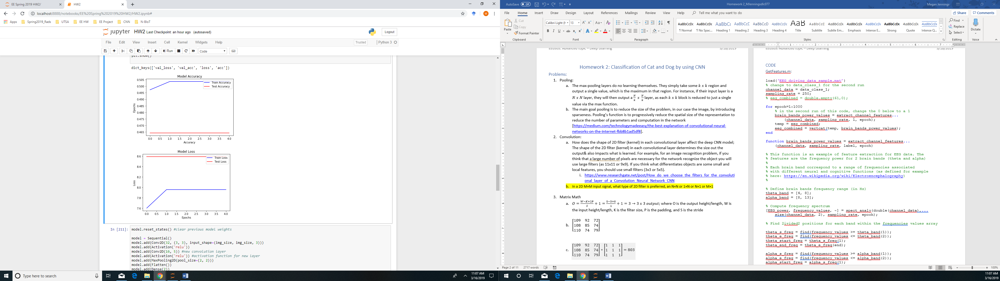 EE Spring 2019 HW2/
HW2
localhost:8888/notebooks/EE%20Spring%202019%20HW2/HW2.ipynb#
Apps Spring2019_Rads UTSA EE HW EE Project CNN N-BIoT
jupyter HW2 Last Checkpoint: an hour ago (autosaved)
Logout
File Edit View Insert Cell Kernel Widgets Help
Trusted Python 3
Run Code
plt.show()
dict_keys(['val_loss', 'val_acc', 'loss', 'acc'])
Model Accuracy
Train Accuracy
Test Accuracy
0.505
0.500
0.495
0.490
0.485
0.480
0.475
0.470
0.465
Epochs
0.0 0.5 1.0 1.5 2.0 2.5 3.0 3.5 4.0
Accuracy
Model Loss
Train Loss
Test Loss
8.6
8.4
8.2
8.0
7.8
7.6
Loss
0.0 0.5 1.0 1.5 2.0 2.5 3.0 3.5 4.0
Epochs
In [211]: model.reset_states() #clear previous model weights
model = Sequential()
model.add(Conv2D(32, (3, 3), input_shape=(img_size, img_size, 3)))
model.add(Activation('relu'))
model.add(Conv2D(16, 5)) #new convolution layer
model.add(Activation('relu')) #activation function for new layer
model.add(MaxPooling2D(pool_size=(2, 2)))
model.add(Flatten())
model.add(Dense(2))
Type here to search
11:07 AM
3/16/2019
AutoSave Off
Homework 2_MJenningsdlc077
Megan Jennings
File Home Insert Draw Design Layout References Mailings Review View Help Tell me what you want to do
Share Comments
Paste
Cut
Copy
Format Painter
Clipboard
Calibri Light (H 13
Font
Paragraph
AaBbCcDc AaBbCcDc AaBbCc AaBbCcC AaBbCcD AaBbCcDc AaB AaBbCcC AaBbCcDc AaBbCcDc AaBbCcDc AaBbCcDc AaBbCcDc AaBbCcDc
¶ Normal ¶ No Spac... Heading 1 Heading 2 Heading 3 Heading 4 Title Subtitle Subtle Em... Emphasis Intense E... Strong Quote Intense Q...
Styles
Find
Replace
Select
Editing
Dictate
Voice
3/18/2019
Homework 2: Classification of Cat and Dog by using CNN
Problems:
1. Pooling:
a. The max-pooling layers do no learning themselves. They simply take some k x k region and
output a single value, which is the maximum in that region. For instance, if their input layer is a
N x N layer, they will then output a N/k x N/k layer, as each k x k block is reduced to just a single
value via the max function.
b. The main goal pooling is to reduce the size of the problem, in our case the image, by introducing
sparseness. Pooling's function is to progressively reduce the spatial size of the representation to
reduce the number of parameters and computation in the network
[https://medium.com/technologymadeeasy/the-best-explanation-of-convolutional-neural-
networks-on-the-internet-fbb8b1ad5df8].
2. Convolution:
a. How does the shape of 2D filter (kernel) in each convolutional layer affect the deep CNN model;
The shape of the 2D filter (kernel) in each convolutional layer determines the size out the
output& also impacts what is learned. For example, for an image recognition problem, if you
think that a large number of pixels are necessary for the network recognize the object you will
use large filters (as 11x11 or 9x9). If you think what differentiates objects are some small and
local features, you should use small filters (3x3 or 5x5).
i. https://www.researchgate.net/post/How_do_we_choose_the_filters_for_the_convoluti
onal_layer_of_a_Convolution_Neural_Network_CNN
b. In a 2D M×M input signal, what type of 2D filter is preferred, an N×N or 1×N or N×1 or M×1
3. Matrix Math
a. O = (W−K+2P)/S + 1 = (5−3+0)/1 + 1 = 3 → 3 x 3 output; where O is the output height/length, W is
the input height/length, K is the filter size, P is the padding, and S is the stride
b. [109 92 72
108 85 74
110 74 79]
c. [109 92 72 108 85 74 110 74 79] * [1 1 1 1 1 1 1 1 1] = 803
3/18/2019
CODE
GetFeatures.m:
load('EEG_driving_data_sample.mat')
% change to data_class_1 for the second run
channel_data = data_class_1;
sampling_rate = 250;
% eeg_combined = double.empty(61,0);
for epoch=1:1000
% in the second run of this code, change the 0 below to a 1
brain_bands_power_values = extract_channel_features...
(channel_data, sampling_rate, 1, epoch);
temp = eeg_combined;
eeg_combined = vertcat(temp, brain_bands_power_values);
end
function brain_bands_power_values = extract_channel_features...
(channel_data, sampling_rate, label, epoch)
% This function is an example of feature extraction for EEG data. The
% features are the frequency power for 2 brain bands (theta and alpha)
%
% Each brain band correspond to a range of frequencies associated
% with different neural and cognitive functions (as defined for example
% here: https://en.wikipedia.org/wiki/Electroencephalography)
%
% Define brain bands frequency range (in Hz)
theta_band = [4, 8];
alpha_band = [8, 13];
% Compute frequency spectrum
[EEG_power, frequency_values, ~] = spect_analy(double(channel_data),...
size(channel_data, 2), sampling_rate, epoch);
% Find 2ivided2 positions for each band within the frequencies values array
theta_s_freq = find(frequency_values >= theta_band(1));
theta_e_freq = find(frequency_values <= theta_band(2));
theta_start_freq = theta_s_freq(1);
theta_end_freq = theta_e_freq(end);
alpha_s_freq = find(frequency_values >= alpha_band(1));
alpha_e_freq = find(frequency_values <= alpha_band(2));
alpha_start_freq = alpha_s_freq(1);
Page 2 of 11 2717 words
100%
11:07 AM
3/16/2019